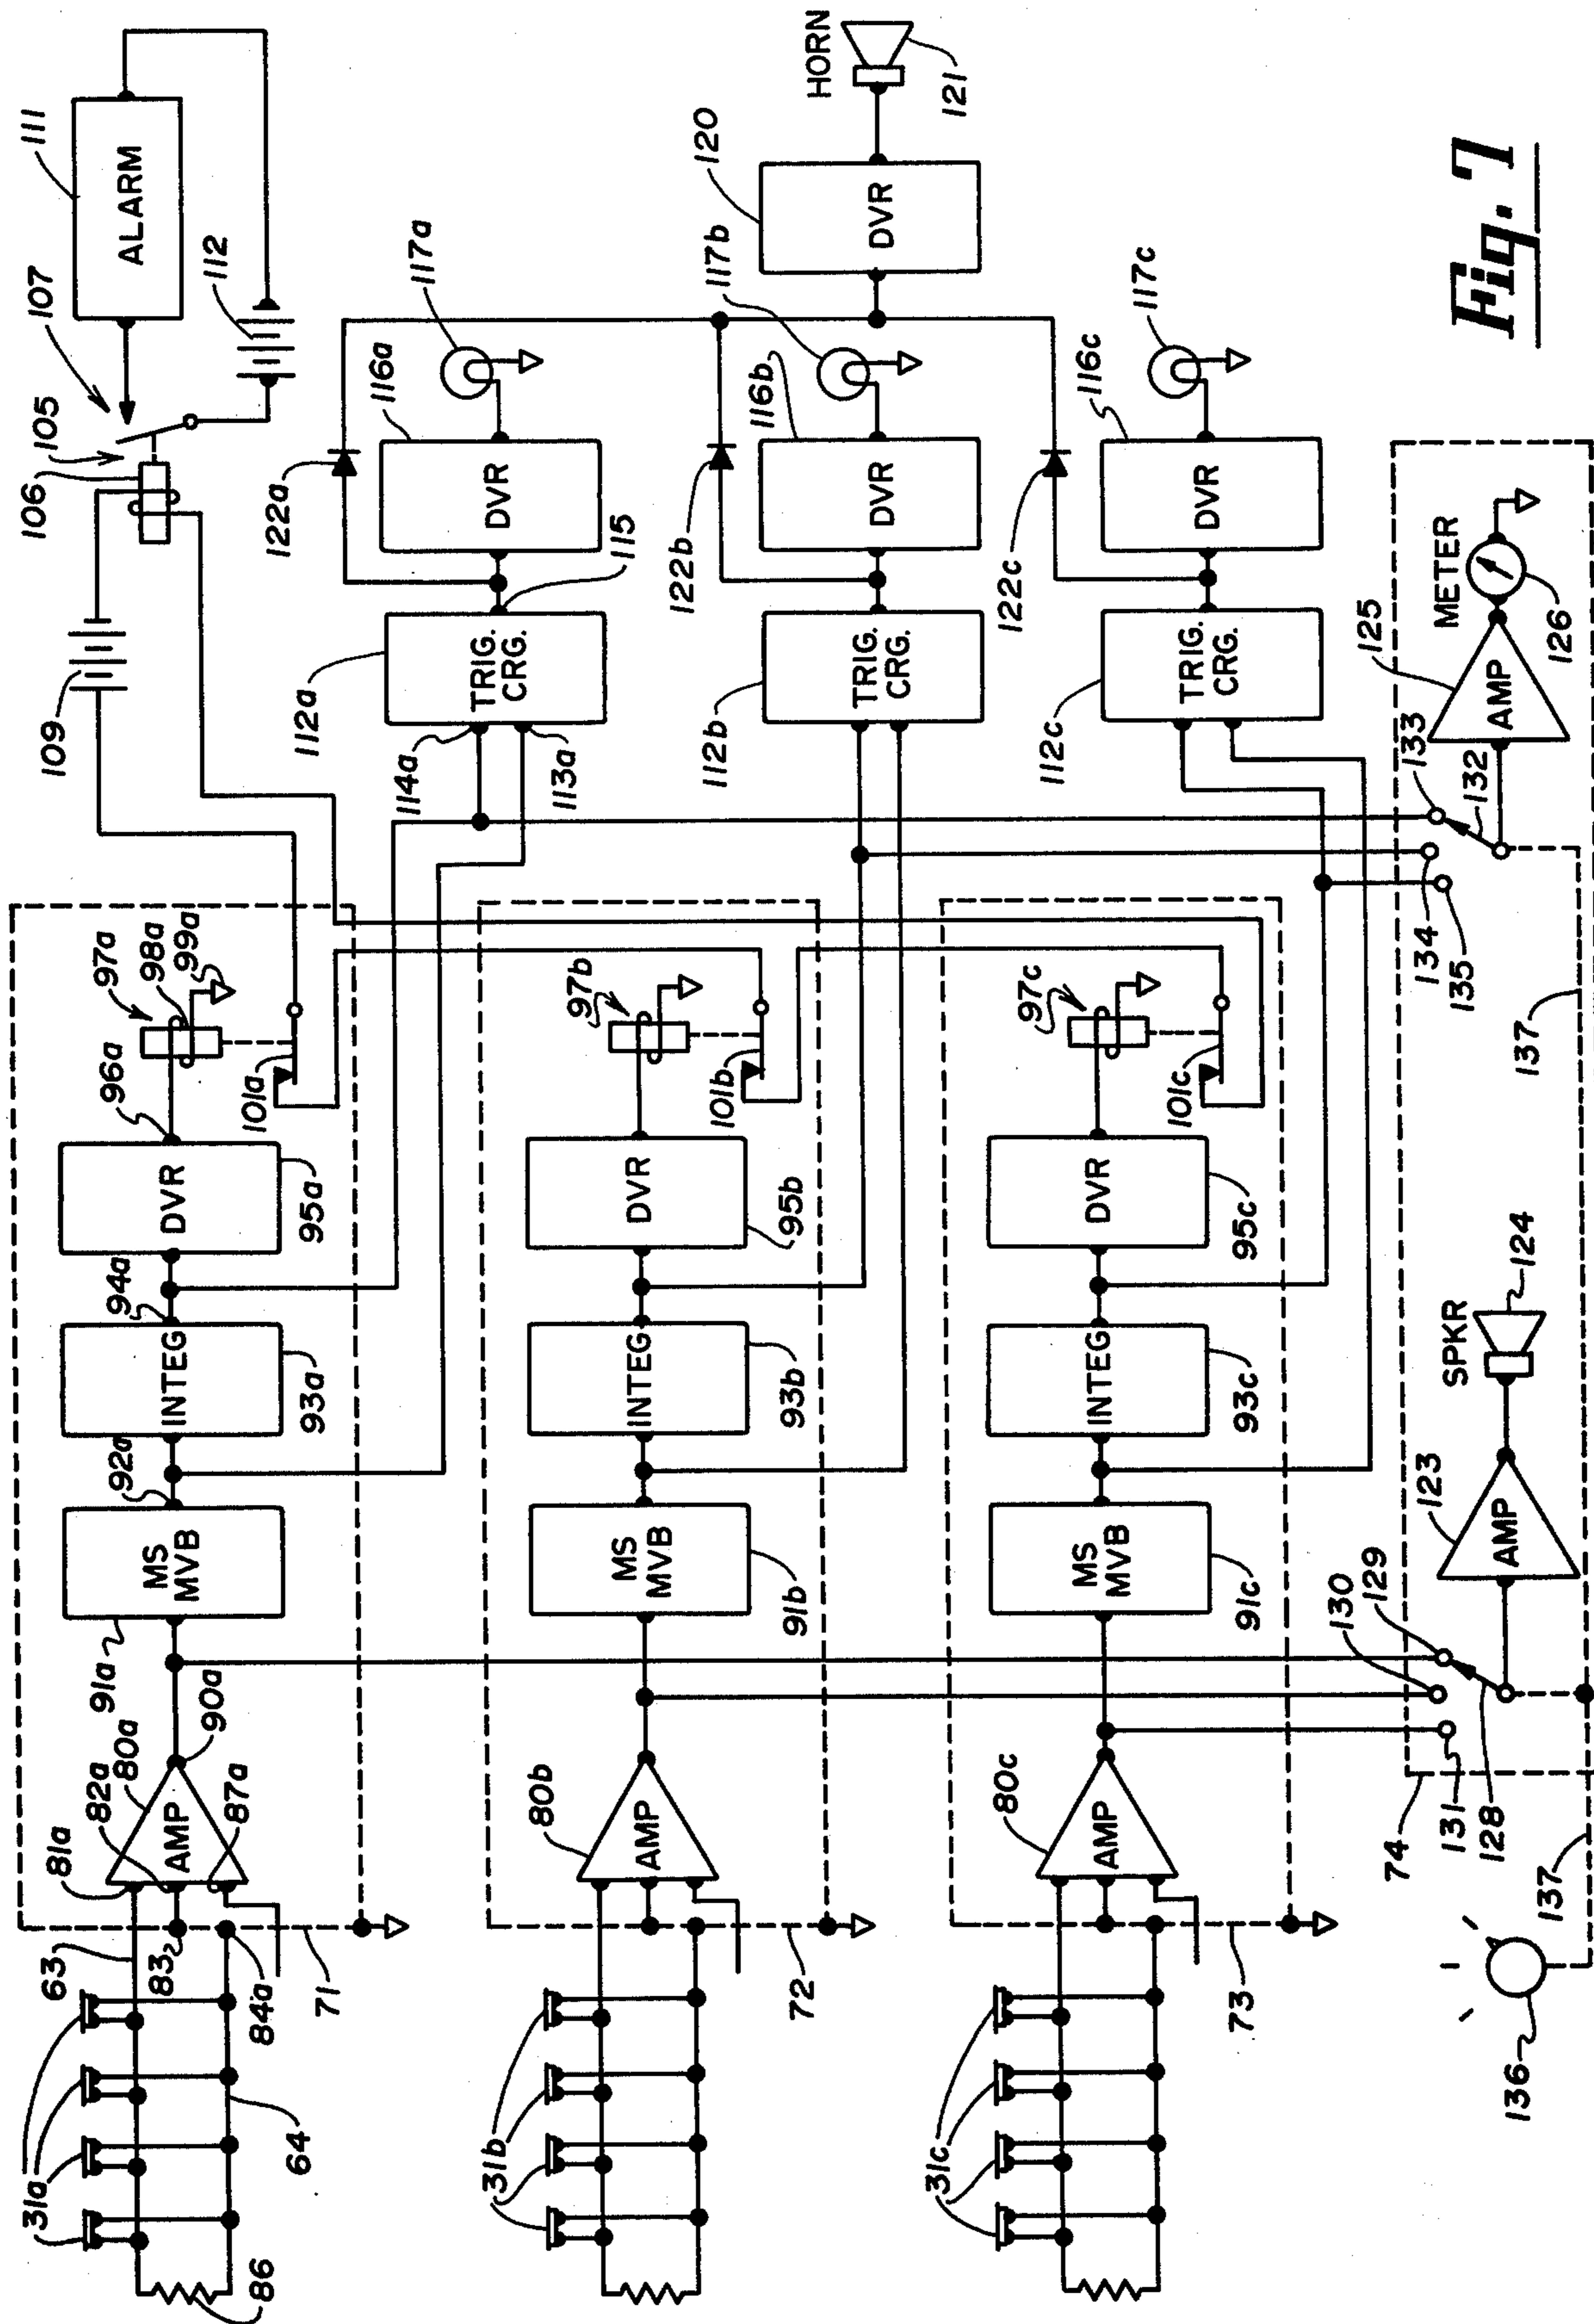 111
ALARM
107
105
106
112
109
97a
98a
99a
96a
101a
DVR
95a
94a
INTEG
93a
92a
MS
MVB
91a
90a
80a
82a
81a
AMP
87a
63
83
84a
71
31a
64
86
HORN
121
120
DVR
117a
116a
DVR
122a
115
112a
TRIG.
CRG.
114a
113a
117b
116b
DVR
122b
112b
TRIG.
CRG.
97b
101b
DVR
95b
INTEG
93b
MS
MVB
91b
80b
AMP
72
31b
117c
116c
DVR
122c
112c
TRIG.
CRG.
97c
101c
DVR
95c
INTEG
93c
MS
MVB
91c
80c
AMP
73
31c
METER
126
125
AMP
133
132
134
135
137
SPKR
124
123
AMP
129
130
128
131
74
137
136
Fig. 7